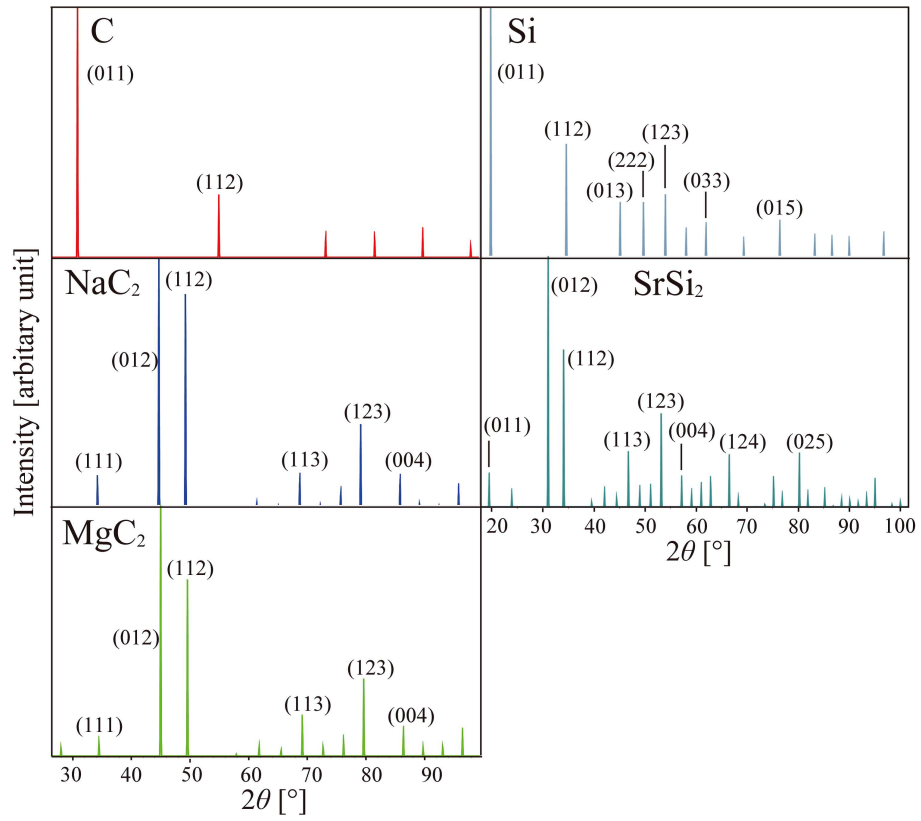 Intensity [arbitary unit]
C
(011)
(112)
Si
(011)
(112)
(013)
(222)
(123)
(033)
(015)
NaC₂
(111)
(012)
(112)
(113)
(123)
(004)
SrSi₂
(011)
(012)
(112)
(113)
(123)
(004)
(124)
(025)
20 30 40 50 60 70 80 90 100
2θ [°]
MgC₂
(111)
(012)
(112)
(113)
(123)
(004)
30 40 50 60 70 80 90
2θ [°]